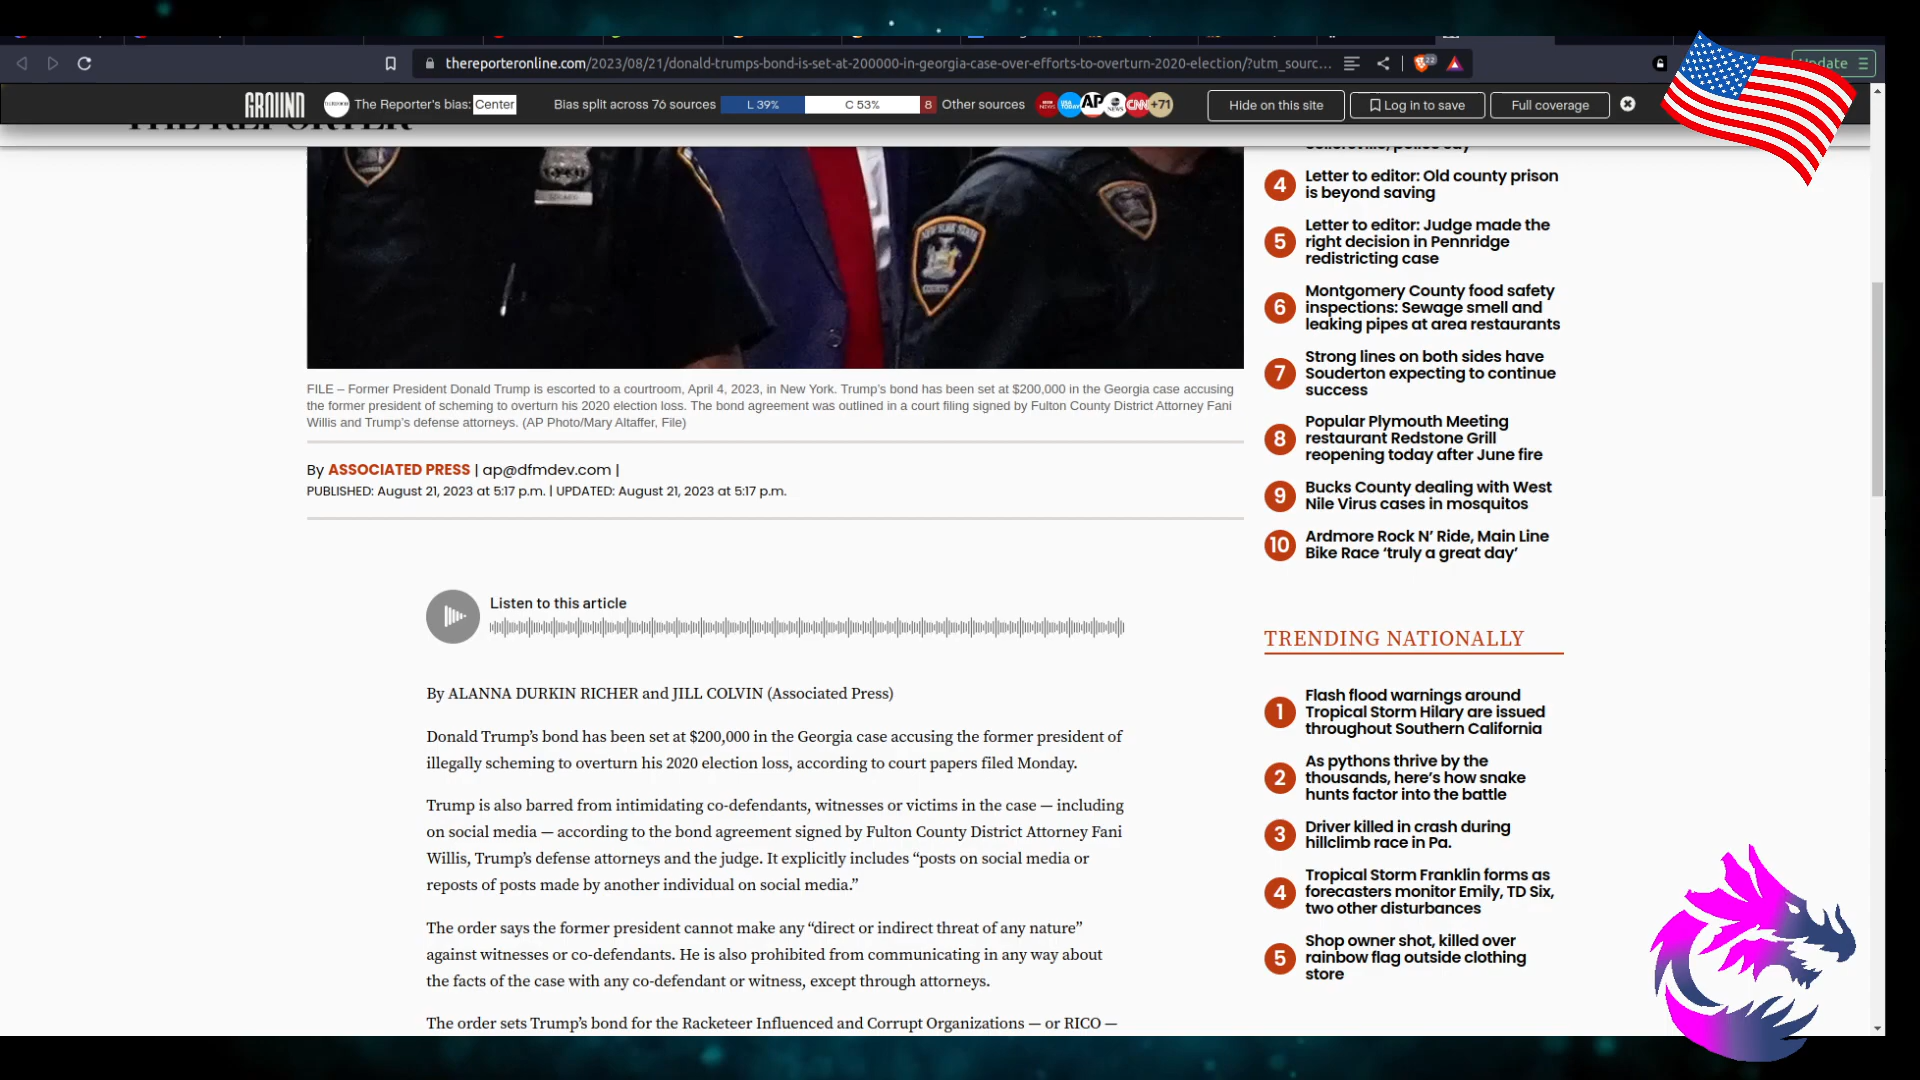 thereporteronline.com/2023/08/21/donald-trumps-bond-is-set-at-200000-in-georgia-case-over-efforts-to-overturn-2020-election/?utm_sourc...
22
Update
GROUND
The Reporter's bias: Center
Bias split across 76 sources
L 39%
C 53%
8
Other sources
AP
CNN
+71
Hide on this site
Log in to save
Full coverage
THE REPORTER
NEW YORK STATE
Sellersville, police say
4
Letter to editor: Old county prison
is beyond saving
5
Letter to editor: Judge made the
right decision in Pennridge
redistricting case
6
Montgomery County food safety
inspections: Sewage smell and
leaking pipes at area restaurants
7
Strong lines on both sides have
Souderton expecting to continue
success
8
Popular Plymouth Meeting
restaurant Redstone Grill
reopening today after June fire
9
Bucks County dealing with West
Nile Virus cases in mosquitos
10
Ardmore Rock N' Ride, Main Line
Bike Race ‘truly a great day’
FILE – Former President Donald Trump is escorted to a courtroom, April 4, 2023, in New York. Trump's bond has been set at $200,000 in the Georgia case accusing
the former president of scheming to overturn his 2020 election loss. The bond agreement was outlined in a court filing signed by Fulton County District Attorney Fani
Willis and Trump's defense attorneys. (AP Photo/Mary Altaffer, File)
By ASSOCIATED PRESS | ap@dfmdev.com |
PUBLISHED: August 21, 2023 at 5:17 p.m. | UPDATED: August 21, 2023 at 5:17 p.m.
Listen to this article
By ALANNA DURKIN RICHER and JILL COLVIN (Associated Press)
Donald Trump’s bond has been set at $200,000 in the Georgia case accusing the former president of
illegally scheming to overturn his 2020 election loss, according to court papers filed Monday.
Trump is also barred from intimidating co-defendants, witnesses or victims in the case — including
on social media — according to the bond agreement signed by Fulton County District Attorney Fani
Willis, Trump’s defense attorneys and the judge. It explicitly includes “posts on social media or
reposts of posts made by another individual on social media.”
The order says the former president cannot make any “direct or indirect threat of any nature”
against witnesses or co-defendants. He is also prohibited from communicating in any way about
the facts of the case with any co-defendant or witness, except through attorneys.
The order sets Trump’s bond for the Racketeer Influenced and Corrupt Organizations — or RICO —
TRENDING NATIONALLY
1
Flash flood warnings around
Tropical Storm Hilary are issued
throughout Southern California
2
As pythons thrive by the
thousands, here’s how snake
hunts factor into the battle
3
Driver killed in crash during
hillclimb race in Pa.
4
Tropical Storm Franklin forms as
forecasters monitor Emily, TD Six,
two other disturbances
5
Shop owner shot, killed over
rainbow flag outside clothing
store